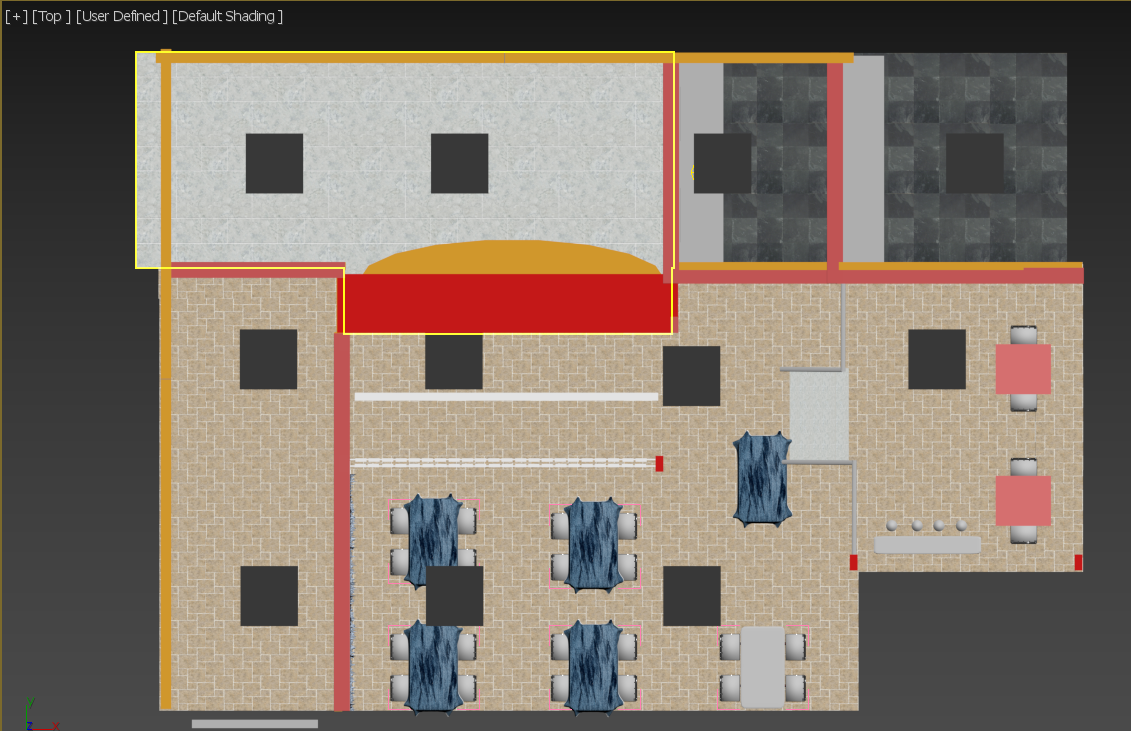 [+] [Top ] [User Defined ] [Default Shading ]
y
z x